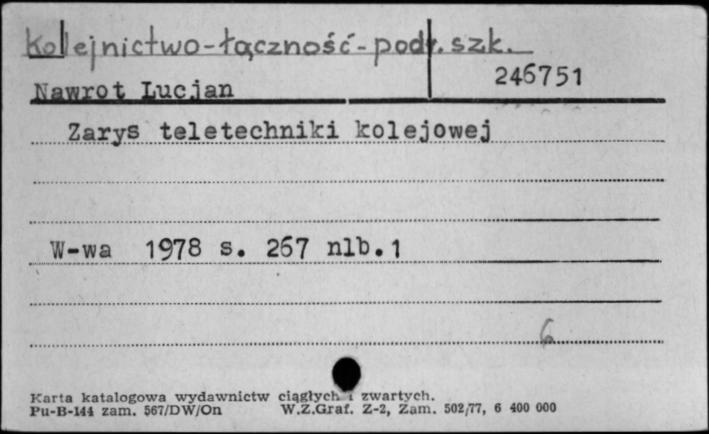 Kolejnictwo-łączność-podr. szk.
246751
Nawrot Lucjan
Zarys teletechniki kolejowej
W-wa 1978 s. 267 nlb.1
6
Karta katalogowa wydawnictw ciągłych i zwartych.
Pu-B-144 zam. 567/DW/On W.Z.Graf. Z-2, Zam. 502/77, 6 400 000